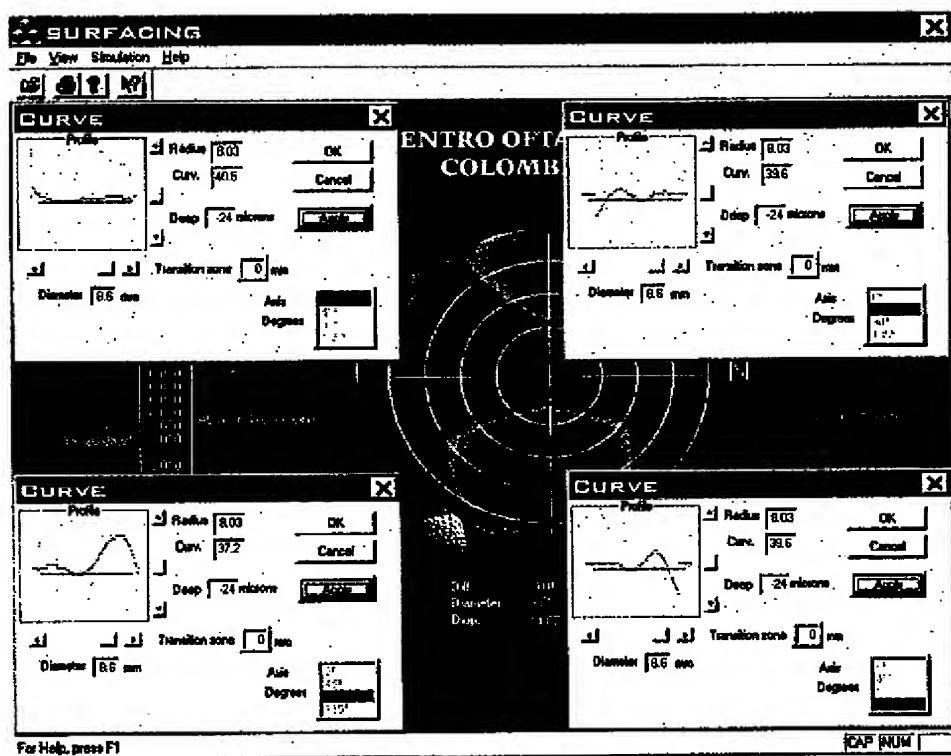 SURFACING
File View Simulation Help
CURVE
Profile
Radius 8.03
OK
Curv. 40.5
Cancel
Deep -24 microns
Apply
Transition zone 0 mm
Diameter 8.6 mm
Axis
Degrees
ENTRO OFTA
COLOMB
CURVE
Profile
Radius 8.03
OK
Curv. 39.6
Cancel
Deep -24 microns
Apply
Transition zone 0 mm
Diameter 8.6 mm
Axis
Degrees
N
CURVE
Profile
Radius 8.03
OK
Curv. 37.2
Cancel
Deep -24 microns
Apply
Transition zone 0 mm
Diameter 8.6 mm
Axis
Degrees
Diameter
CURVE
Profile
Radius 8.03
OK
Curv. 39.6
Cancel
Deep -24 microns
Apply
Transition zone 0 mm
Diameter 8.6 mm
Axis
Degrees
For Help, press F1
CAP NUM